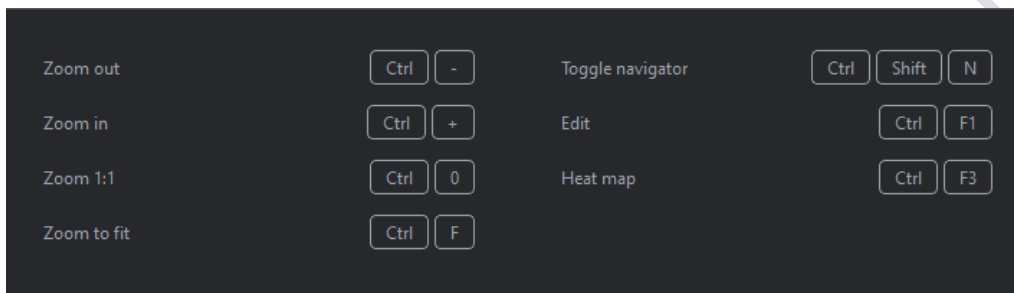 Zoom out Ctrl - Toggle navigator Ctrl Shift N
Zoom in Ctrl + Edit Ctrl F1
Zoom 1:1 Ctrl 0 Heat map Ctrl F3
Zoom to fit Ctrl F